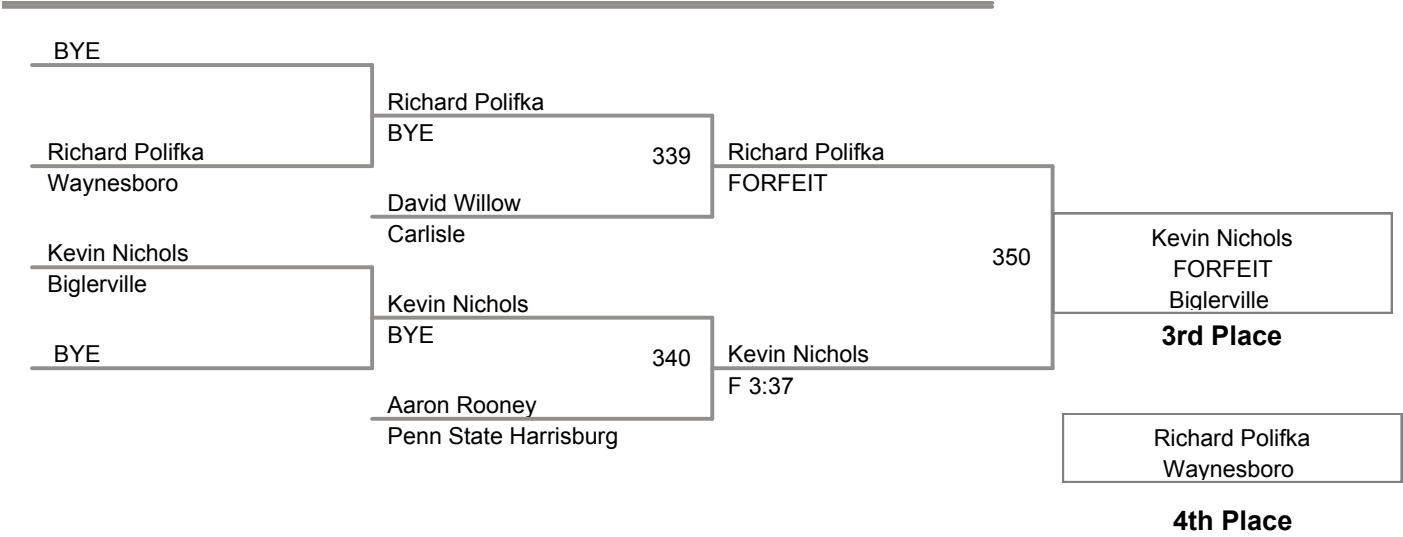 BYE
Richard Polifka
Waynesboro
Kevin Nichols
Biglerville
BYE
Richard Polifka
BYE
339
David Willow
Carlisle
Kevin Nichols
BYE
340
Aaron Rooney
Penn State Harrisburg
Richard Polifka
FORFEIT
350
Kevin Nichols
F 3:37
Kevin Nichols
FORFEIT
Biglerville
3rd Place
Richard Polifka
Waynesboro
4th Place